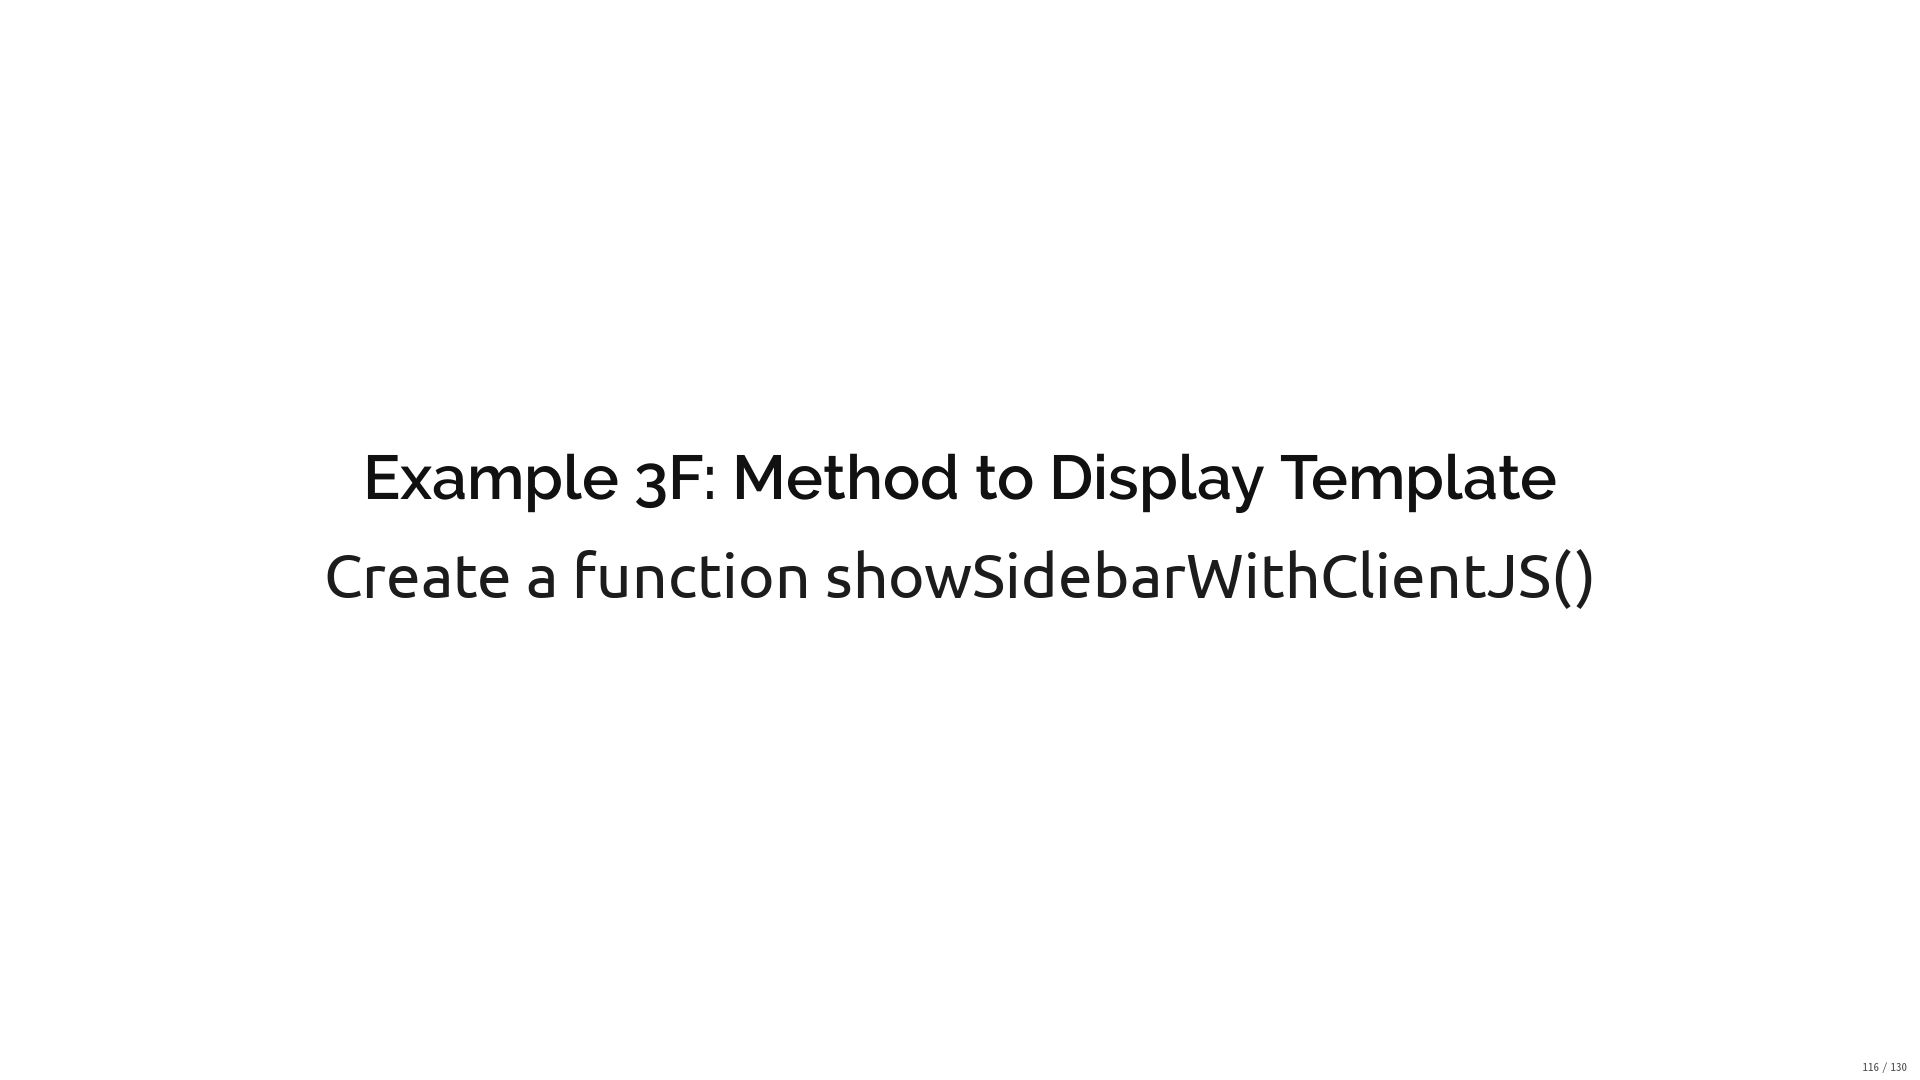 Example 3F: Method to Display Template
Create a function showSidebarWithClientJS()
116 / 130